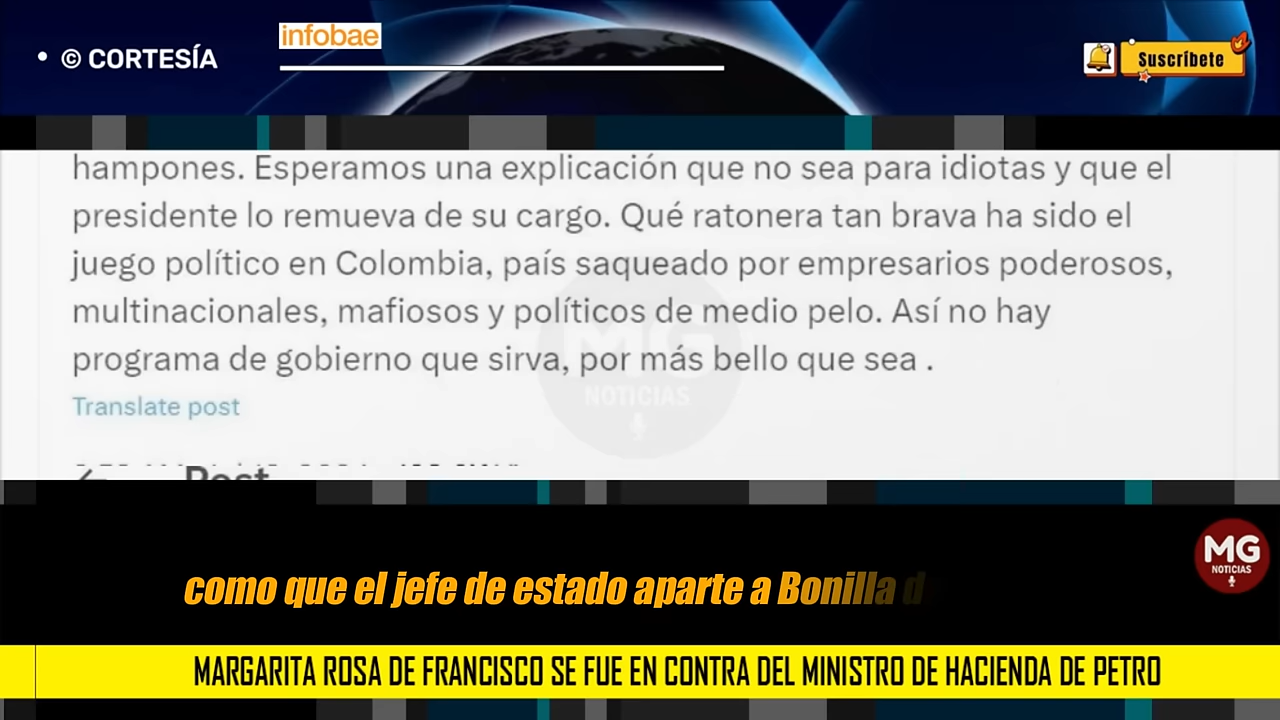 infobae
• © CORTESÍA
Suscríbete
hampones. Esperamos una explicación que no sea para idiotas y que el
presidente lo remueva de su cargo. Qué ratonera tan brava ha sido el
juego político en Colombia, país saqueado por empresarios poderosos,
multinacionales, mafiosos y políticos de medio pelo. Así no hay
programa de gobierno que sirva, por más bello que sea .
MG
NOTICIAS
Translate post
Post
MG
NOTICIAS
como que el jefe de estado aparte a Bonilla d
MARGARITA ROSA DE FRANCISCO SE FUE EN CONTRA DEL MINISTRO DE HACIENDA DE PETRO